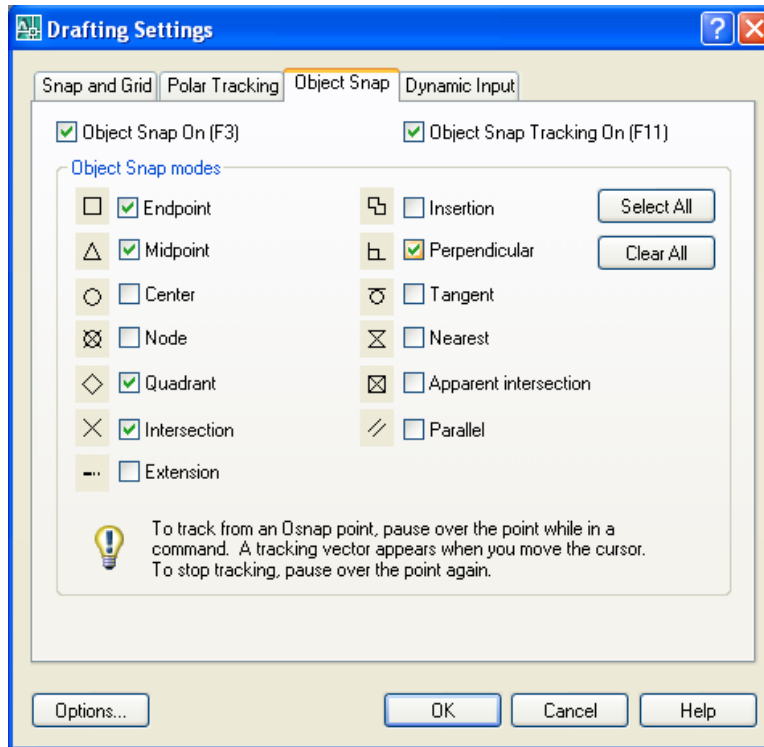 Drafting Settings
Snap and Grid
Polar Tracking
Object Snap
Dynamic Input
Object Snap On (F3)
Object Snap Tracking On (F11)
Object Snap modes
Endpoint
Insertion
Select All
Midpoint
Perpendicular
Clear All
Center
Tangent
Node
Nearest
Quadrant
Apparent intersection
Intersection
Parallel
Extension
To track from an Osnap point, pause over the point while in a
command. A tracking vector appears when you move the cursor.
To stop tracking, pause over the point again.
Options...
OK
Cancel
Help